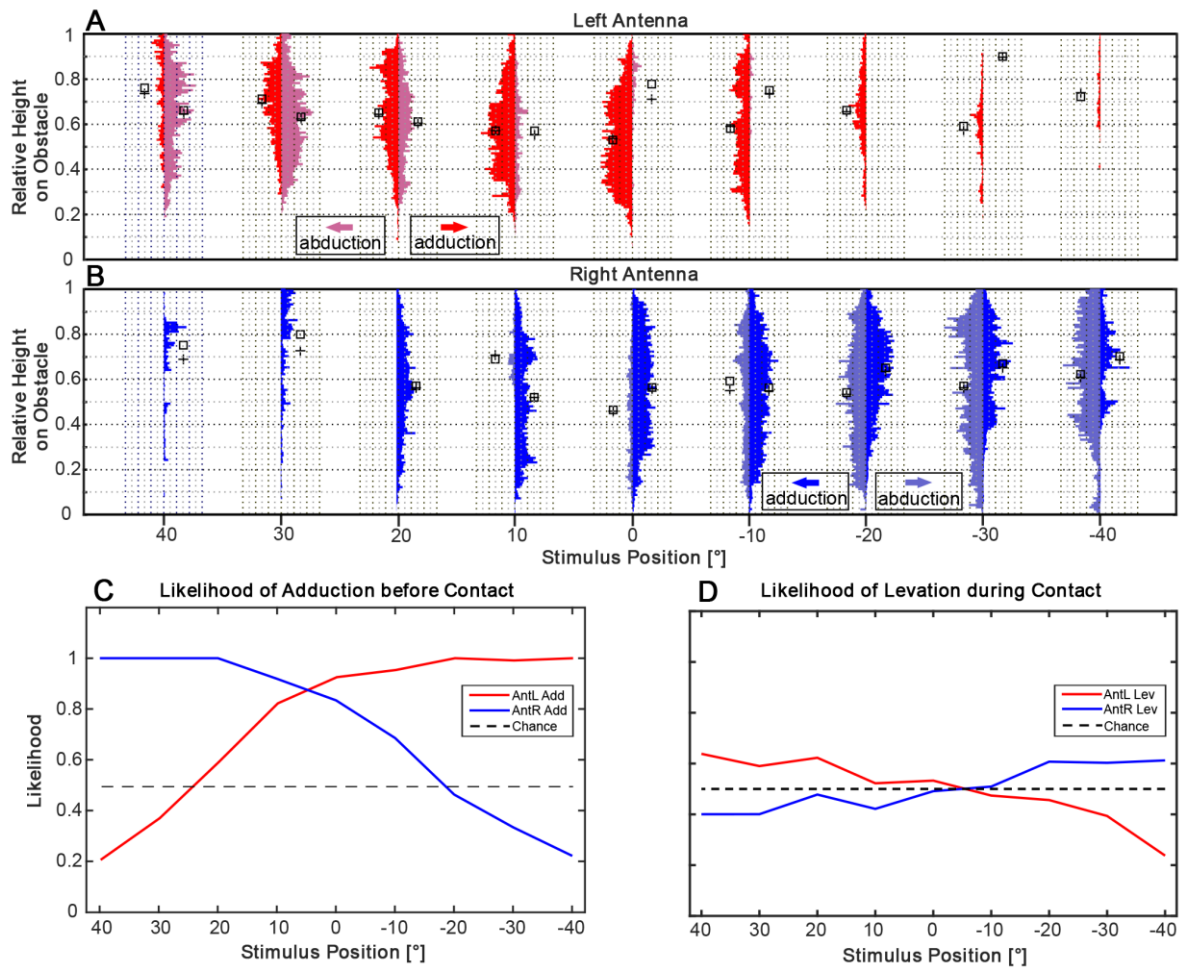 A
Left Antenna
Relative Height
on Obstacle
1
0.8
0.6
0.4
0.2
0
abduction
adduction
B
Right Antenna
Relative Height
on Obstacle
1
0.8
0.6
0.4
0.2
0
adduction
abduction
40 30 20 10 0 -10 -20 -30 -40
Stimulus Position [°]
C
Likelihood of Adduction before Contact
Likelihood
1
0.8
0.6
0.4
0.2
0
AntL Add
AntR Add
Chance
40 30 20 10 0 -10 -20 -30 -40
Stimulus Position [°]
D
Likelihood of Levation during Contact
AntL Lev
AntR Lev
Chance
40 30 20 10 0 -10 -20 -30 -40
Stimulus Position [°]